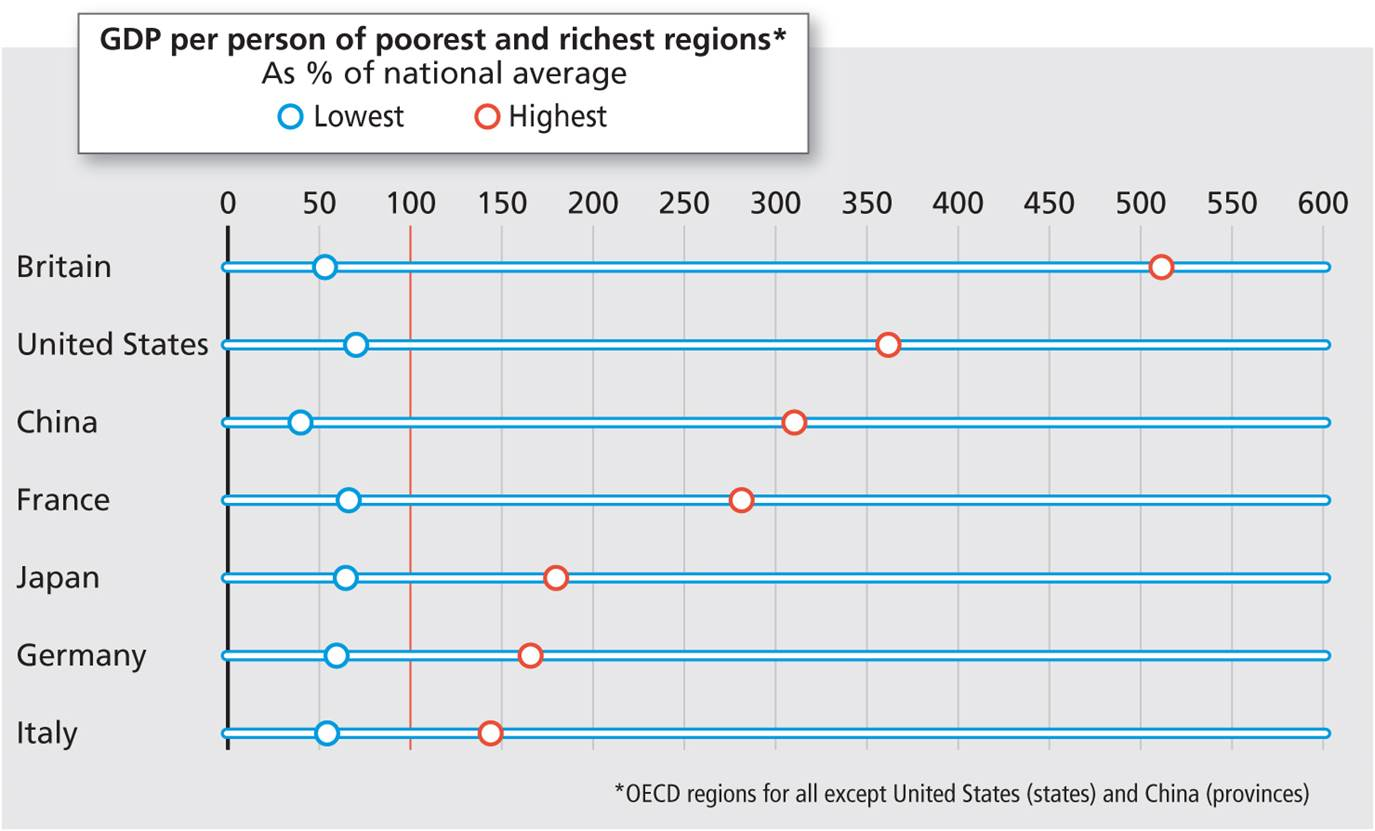 GDP per person of poorest and richest regions*
As % of national average
Lowest Highest
0 50 100 150 200 250 300 350 400 450 500 550 600
Britain
United States
China
France
Japan
Germany
Italy
*OECD regions for all except United States (states) and China (provinces)